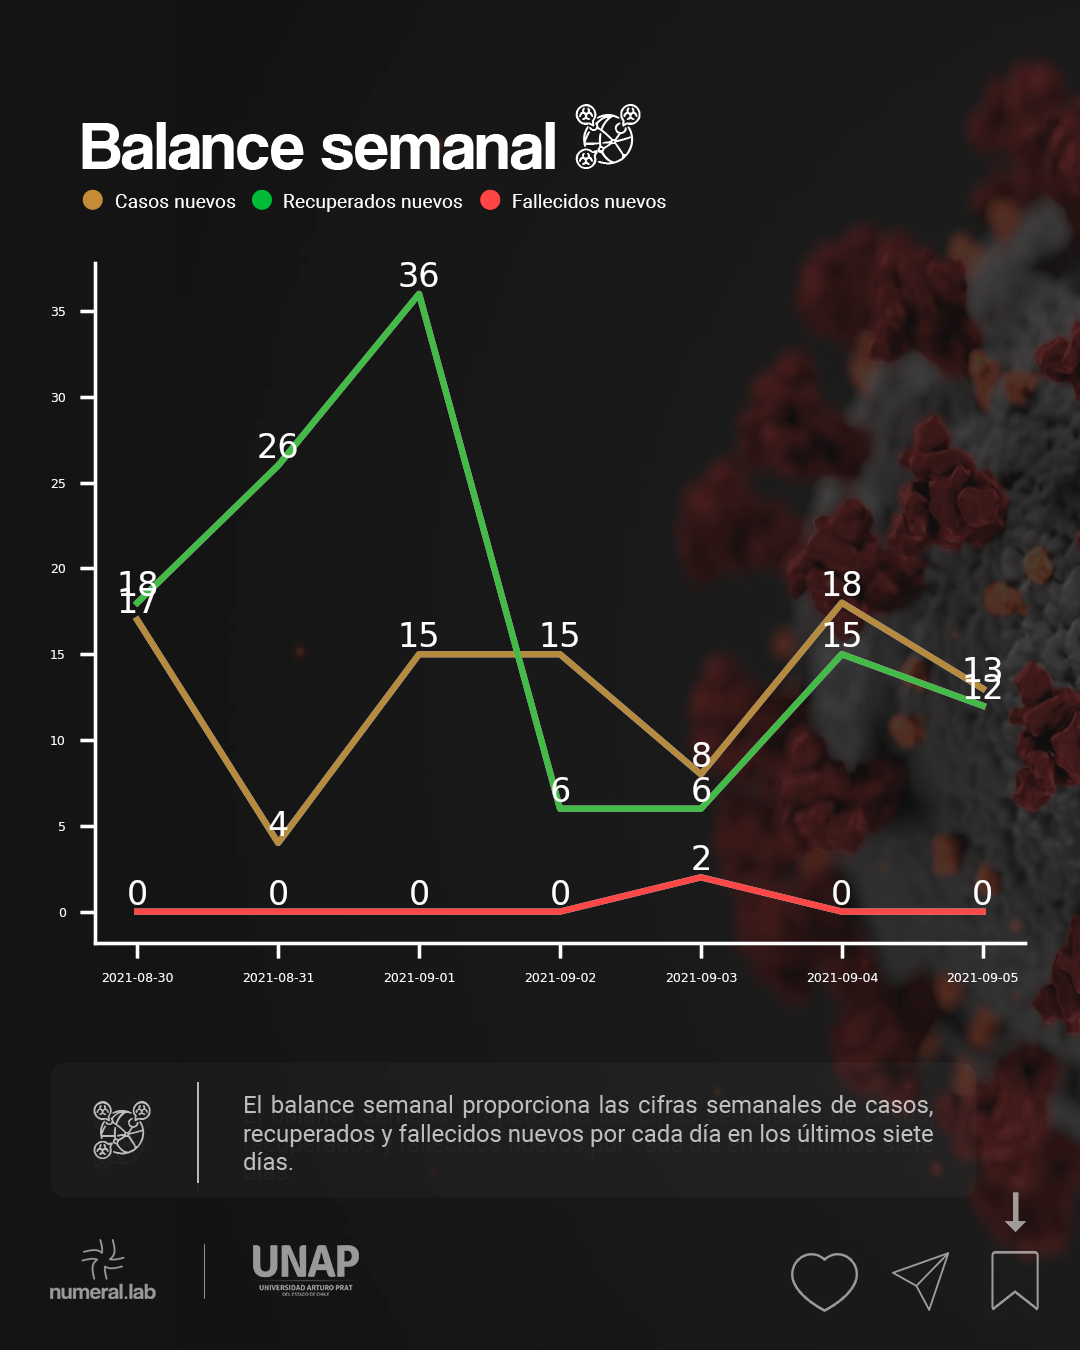 Balance semanal
Casos nuevos Recuperados nuevos Fallecidos nuevos
36
35
30
26
25
20
18
17
18
15
15
15
15
13
12
10
8
6
6
5
4
2
0
0
0
0
0
0
0
2021-08-30 2021-08-31 2021-09-01 2021-09-02 2021-09-03 2021-09-04 2021-09-05
El balance semanal proporciona las cifras semanales de casos,
recuperados y fallecidos nuevos por cada día en los últimos siete
días.
numeral.lab
UNAP
UNIVERSIDAD ARTURO PRAT
DEL ESTADO DE CHILE